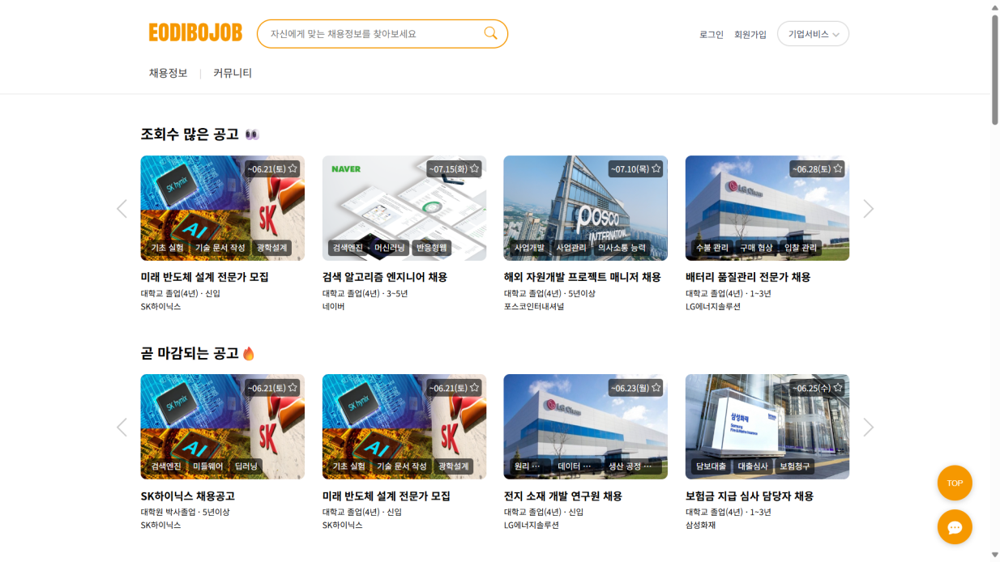 EODIBOJOB
자신에게 맞는 채용정보를 찾아보세요
로그인 회원가입 기업서비스
채용정보 | 커뮤니티
조회수 많은 공고 👀
~06.21(토)
SK hynix
SK
AI
기초 실험 기술 문서 작성 광학설계
미래 반도체 설계 전문가 모집
대학교 졸업(4년) · 신입
SK하이닉스
NAVER
~07.15(화)
검색엔진 머신러닝 반응형웹
검색 알고리즘 엔지니어 채용
대학교 졸업(4년) · 3~5년
네이버
~07.10(목)
posco
INTERNATIONAL
사업개발 사업관리 의사소통 능력
해외 자원개발 프로젝트 매니저 채용
대학교 졸업(4년) · 5년이상
포스코인터내셔널
~06.28(토)
LG Chem
수불 관리 구매 협상 입찰 관리
배터리 품질관리 전문가 채용
대학교 졸업(4년) · 1~3년
LG에너지솔루션
곧 마감되는 공고🔥
~06.21(토)
SK hynix
SK
AI
검색엔진 미들웨어 딥러닝
SK하이닉스 채용공고
대학원 박사졸업 · 5년이상
SK하이닉스
~06.21(토)
SK hynix
SK
AI
기초 실험 기술 문서 작성 광학설계
미래 반도체 설계 전문가 모집
대학교 졸업(4년) · 신입
SK하이닉스
~06.23(월)
LG Chem
원리 ··· 데이터 ··· 생산 공정 ···
전지 소재 개발 연구원 채용
대학교 졸업(4년) · 신입
LG에너지솔루션
~06.25(수)
삼성화재
Samsung
Fire & Marine Insurance
담보대출 대출심사 보험청구
보험금 지급 심사 담당자 채용
대학교 졸업(4년) · 1~3년
삼성화재
TOP